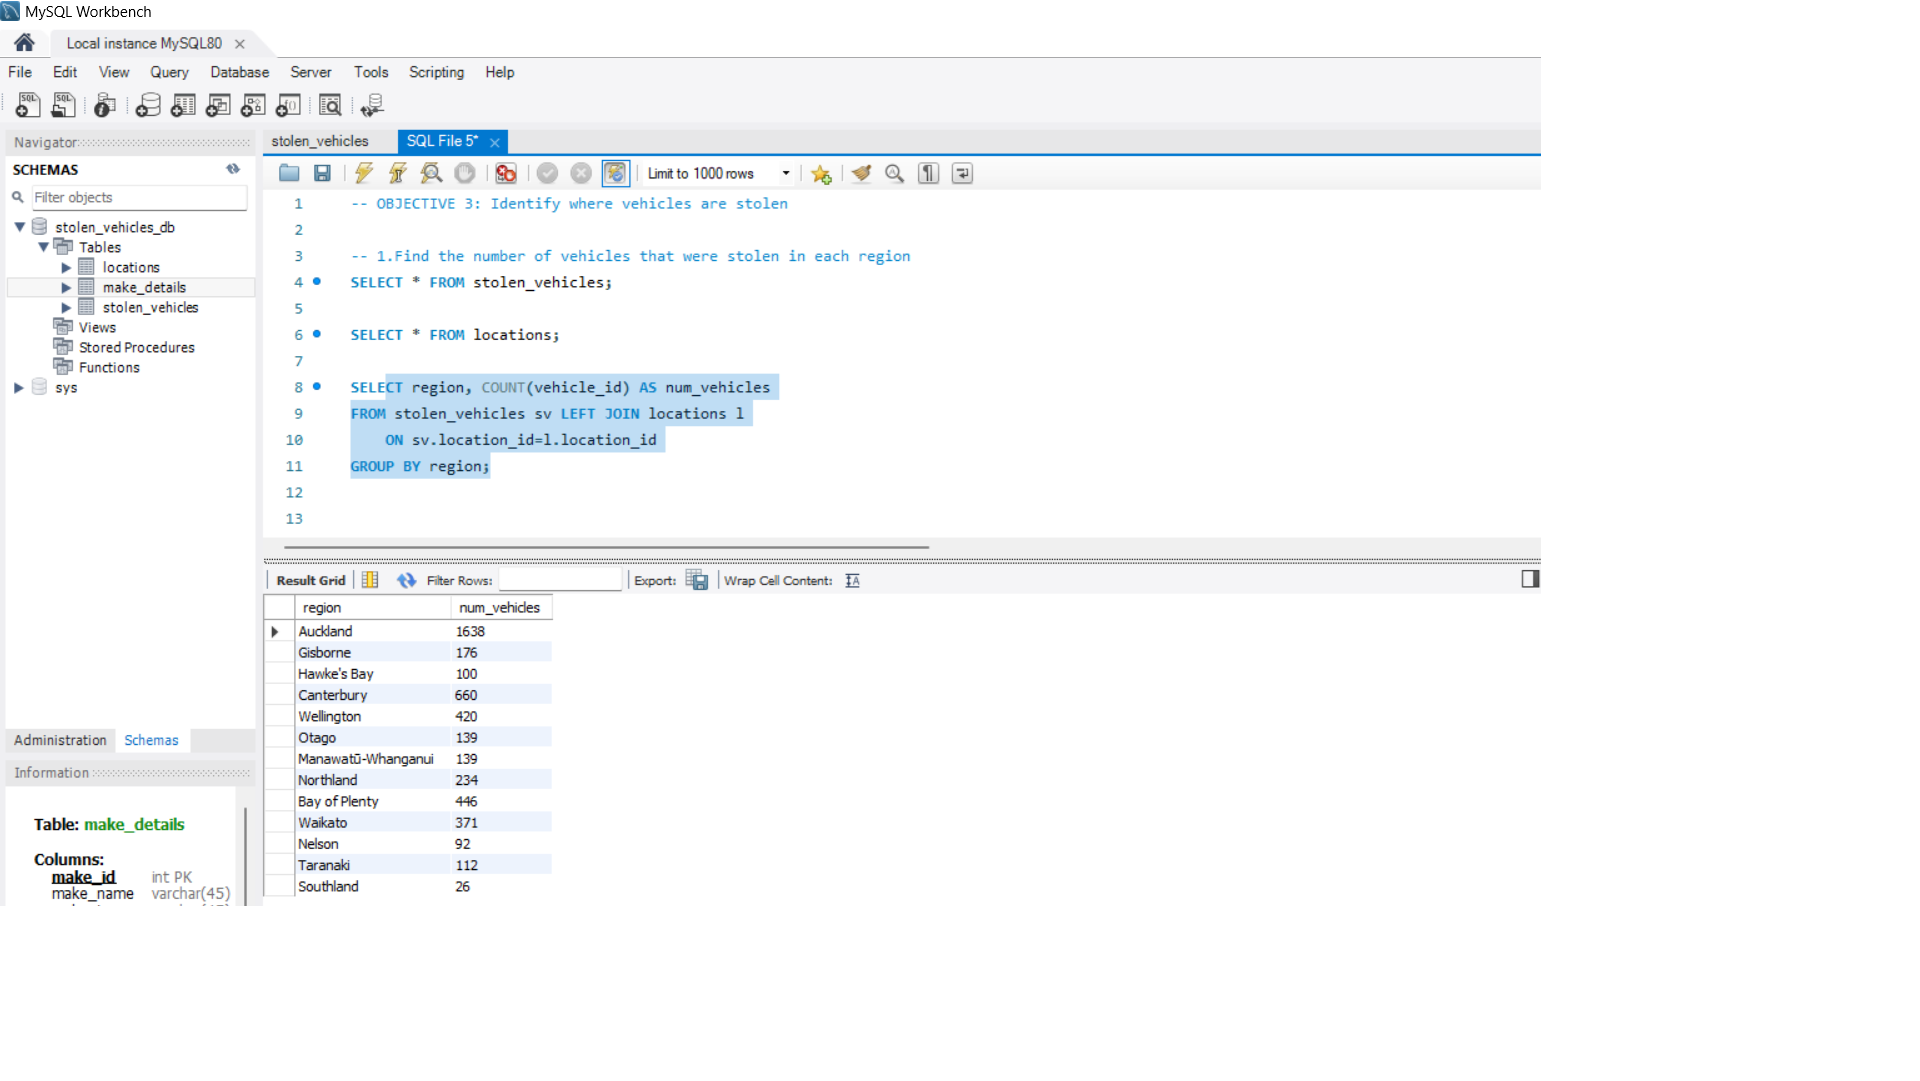 MySQL Workbench
Local instance MySQL80
File Edit View Query Database Server Tools Scripting Help
Navigator
SCHEMAS
Filter objects
stolen_vehicles_db
Tables
locations
make_details
stolen_vehicles
Views
Stored Procedures
Functions
sys
Administration Schemas
Information
Table: make_details
Columns:
make_id int PK
make_name varchar(45)
stolen_vehicles SQL File 5*
Limit to 1000 rows
1 -- OBJECTIVE 3: Identify where vehicles are stolen
2
3 -- 1.Find the number of vehicles that were stolen in each region
4 SELECT * FROM stolen_vehicles;
5
6 SELECT * FROM locations;
7
8 SELECT region, COUNT(vehicle_id) AS num_vehicles
9 FROM stolen_vehicles sv LEFT JOIN locations l
10 ON sv.location_id=l.location_id
11 GROUP BY region;
12
13
Result Grid Filter Rows: Export: Wrap Cell Content:
region num_vehicles
Auckland 1638
Gisborne 176
Hawke's Bay 100
Canterbury 660
Wellington 420
Otago 139
Manawatū-Whanganui 139
Northland 234
Bay of Plenty 446
Waikato 371
Nelson 92
Taranaki 112
Southland 26